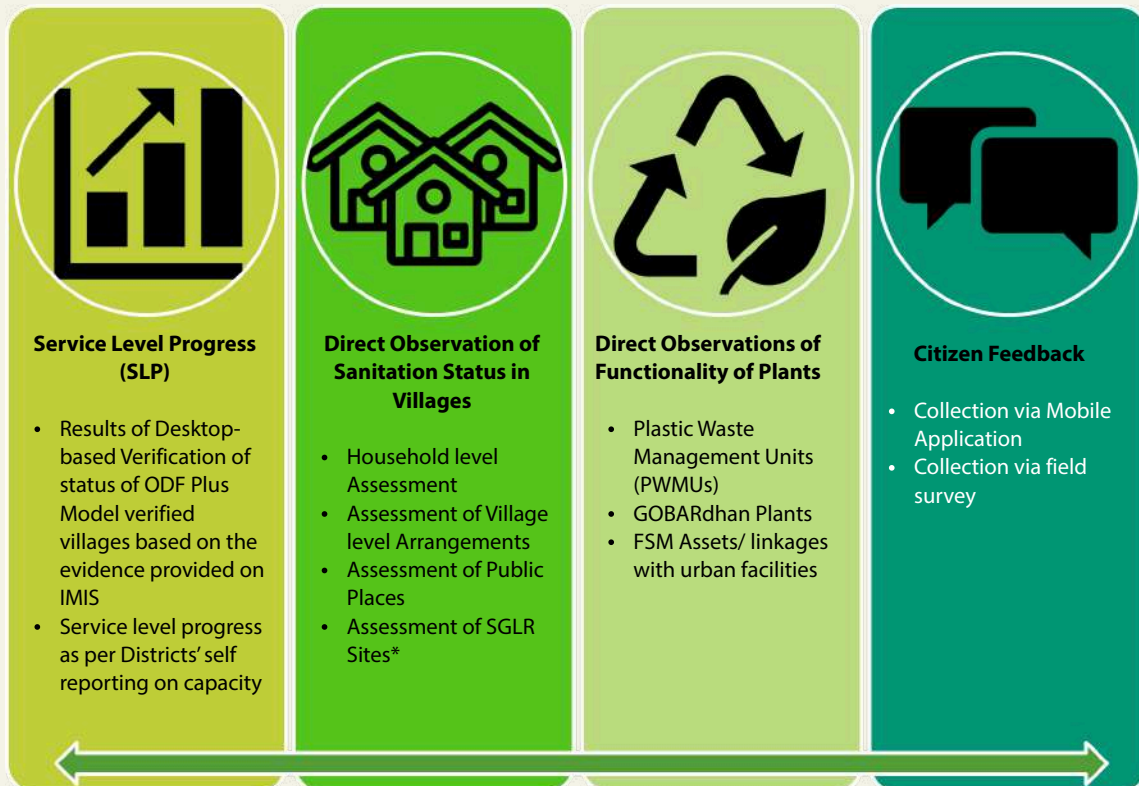 Service Level Progress
(SLP)
• Results of Desktop-
based Verification of
status of ODF Plus
Model verified
villages based on the
evidence provided on
IMIS
• Service level progress
as per Districts’ self
reporting on capacity
Direct Observation of
Sanitation Status in
Villages
• Household level
Assessment
• Assessment of Village
level Arrangements
• Assessment of Public
Places
• Assessment of SGLR
Sites*
Direct Observations of
Functionality of Plants
• Plastic Waste
Management Units
(PWMUs)
• GOBARdhan Plants
• FSM Assets/ linkages
with urban facilities
Citizen Feedback
• Collection via Mobile
Application
• Collection via field
survey